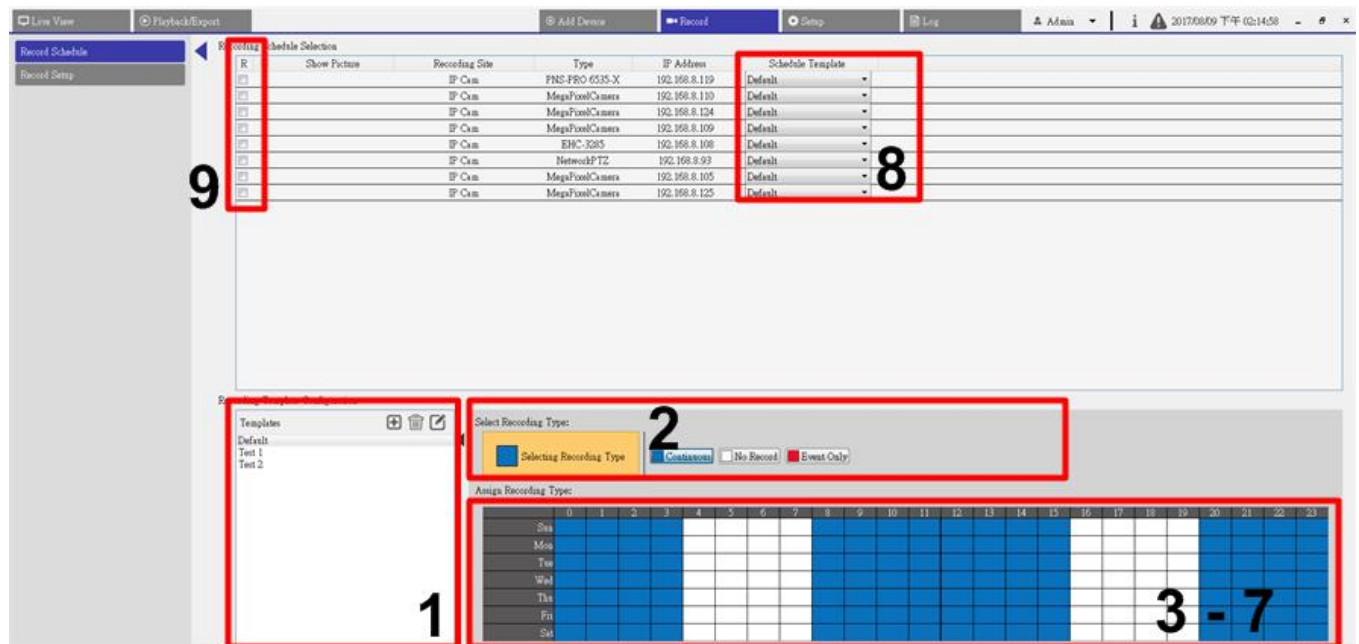 Live View Playback/Export Add Device Record Setup Log Admin i 2017/08/09 下午 02:14:58
Record Schedule
Record Setup
Recording Schedule Selection
R Show Picture Recording Site Type IP Address Schedule Template
IP Cam PNS-PRO 6535-X 192.168.8.119 Default
IP Cam MegaPixelCamera 192.168.8.110 Default
IP Cam MegaPixelCamera 192.168.8.124 Default
IP Cam MegaPixelCamera 192.168.8.109 Default
IP Cam EHC-3285 192.168.8.108 Default
IP Cam NetworkPTZ 192.168.8.93 Default
IP Cam MegaPixelCamera 192.168.8.105 Default
IP Cam MegaPixelCamera 192.168.8.125 Default
9
8
Recording Template Configuration
Templates
Default
Test 1
Test 2
1
Select Recording Type:
2
Selecting Recording Type Continuous No Record Event Only
Assign Recording Type:
0 1 2 3 4 5 6 7 8 9 10 11 12 13 14 15 16 17 18 19 20 21 22 23
Sun
Mon
Tue
Wed
Thu
Fri
Sat
3 - 7